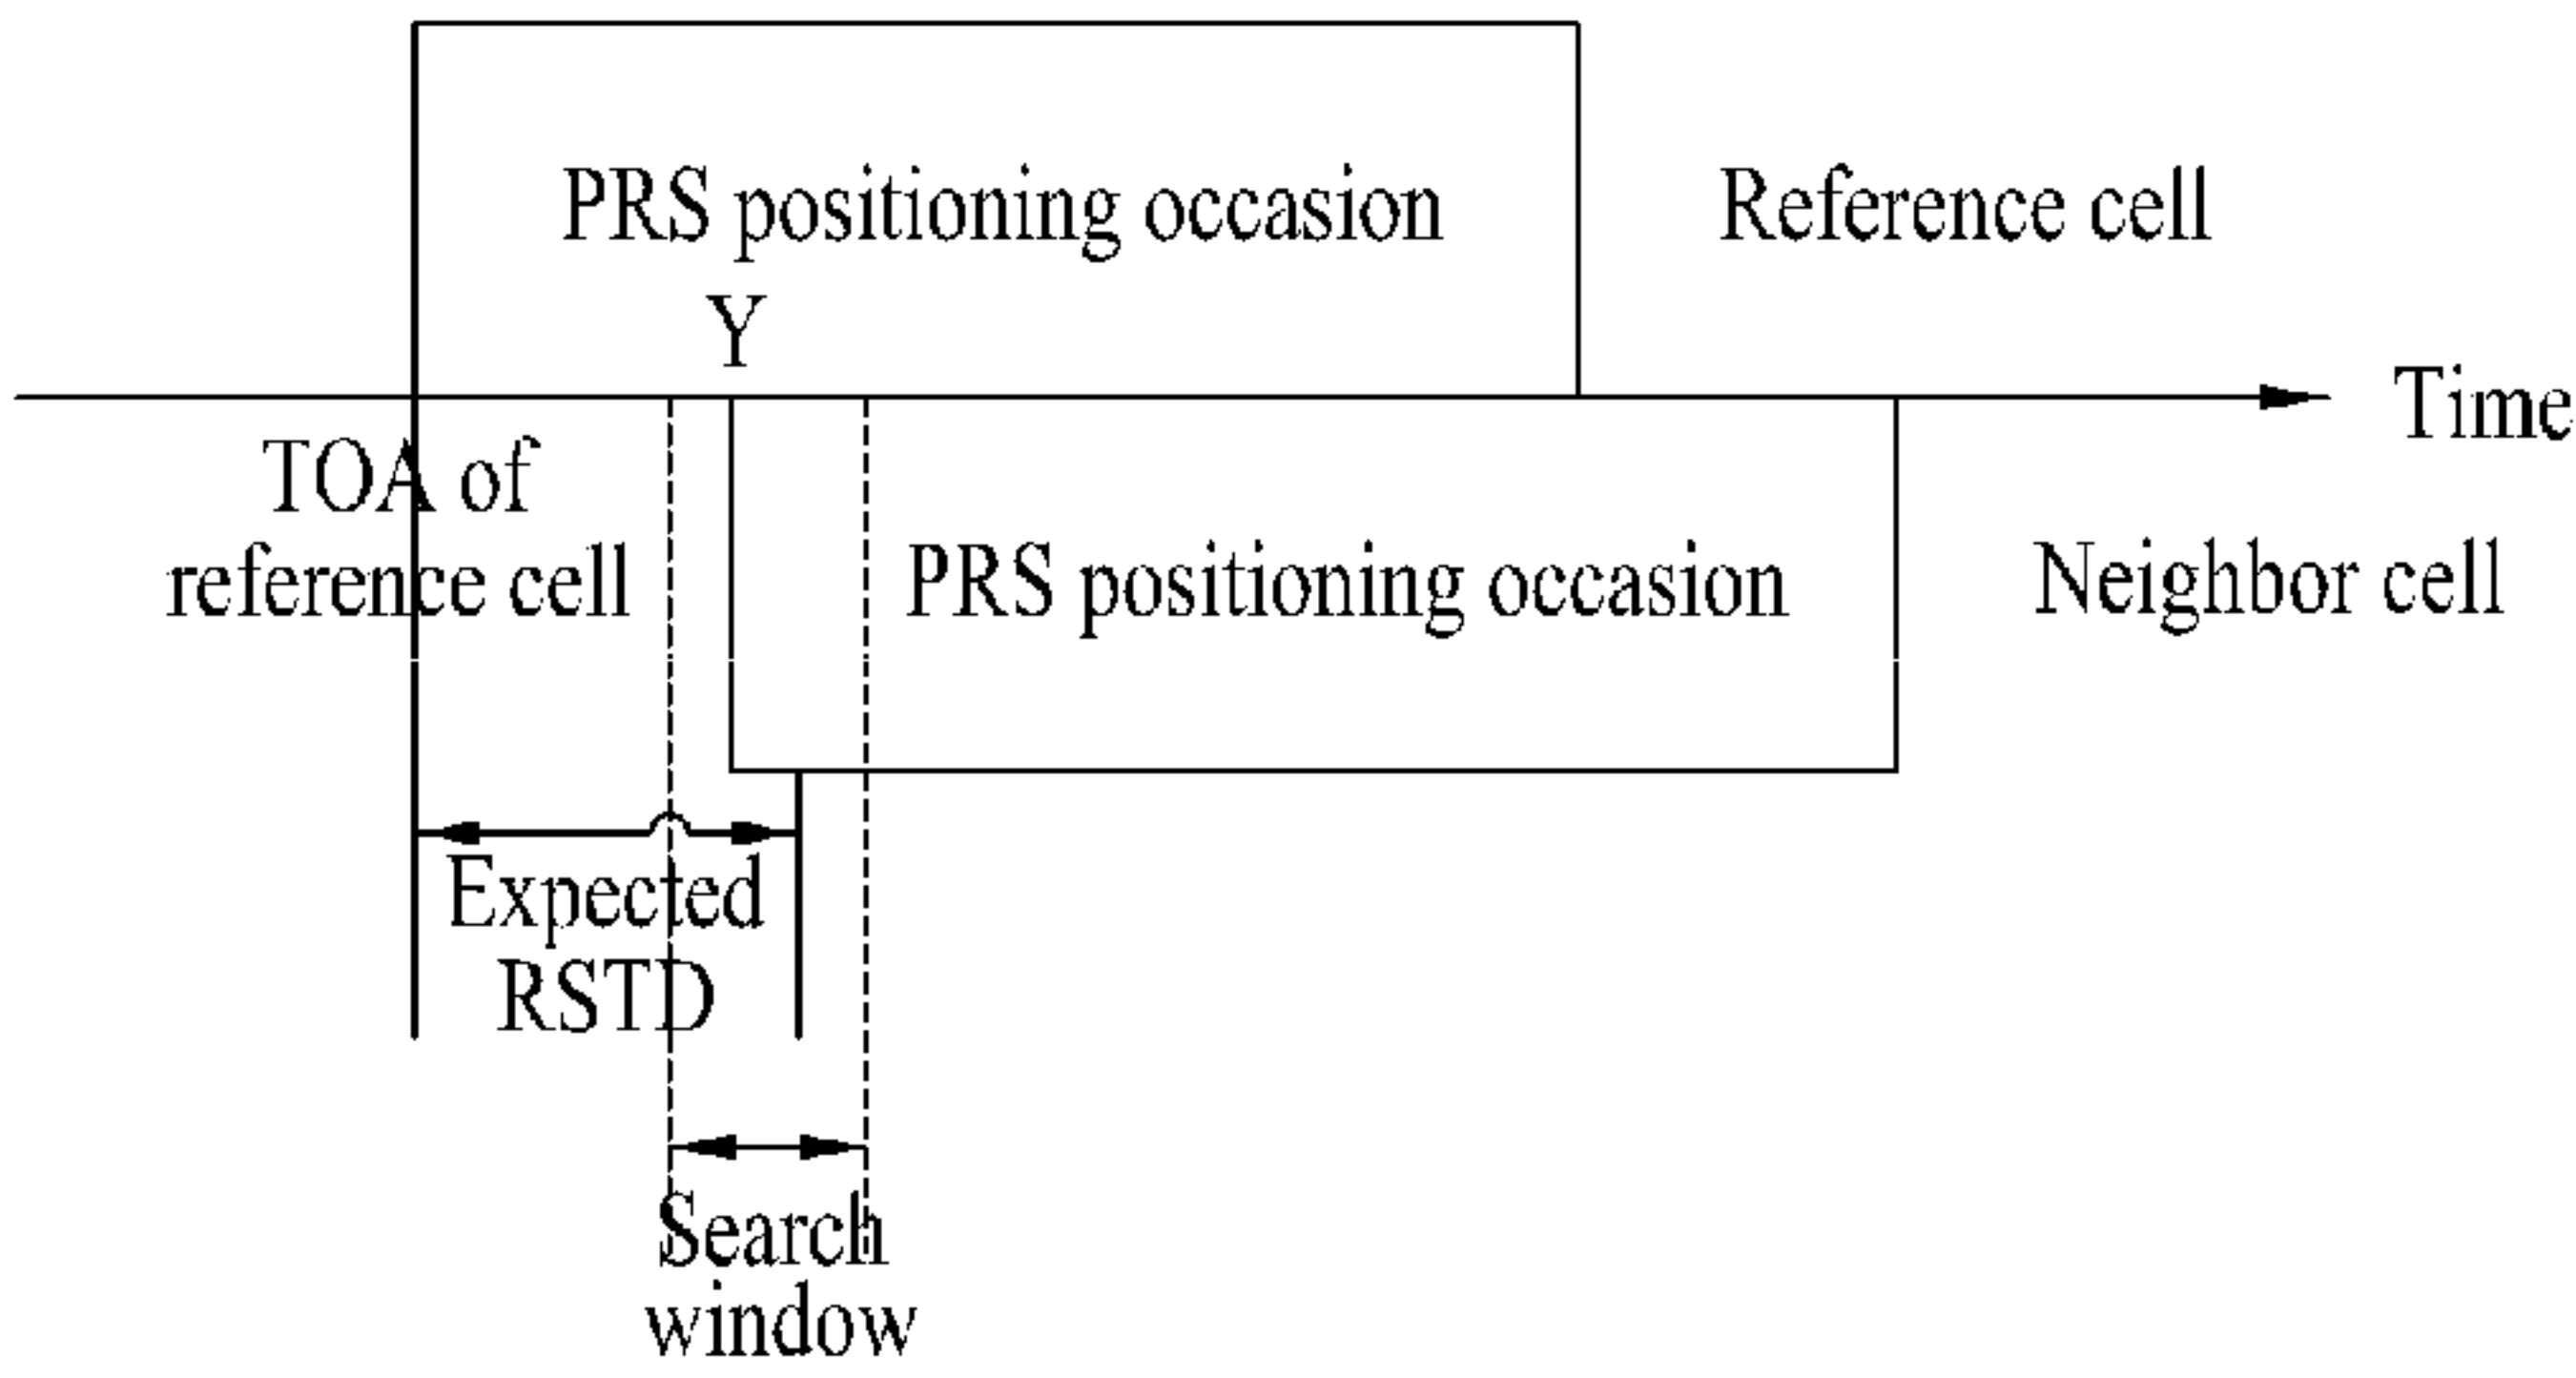 PRS positioning occasion
Reference cell
Y
Time
TOA of
reference cell
PRS positioning occasion
Neighbor cell
Expected
RSTD
Search
window